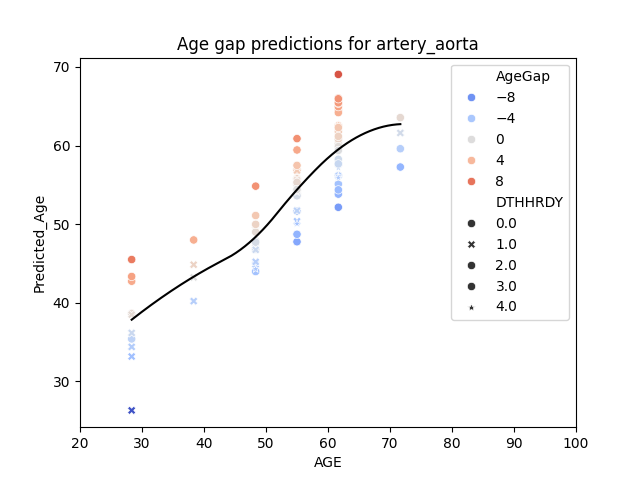 Age gap predictions for artery_aorta
Predicted_Age
70
60
50
40
30
20 30 40 50 60 70 80 90 100
AGE
AgeGap
−8
−4
0
4
8
DTHHRDY
0.0
1.0
2.0
3.0
4.0